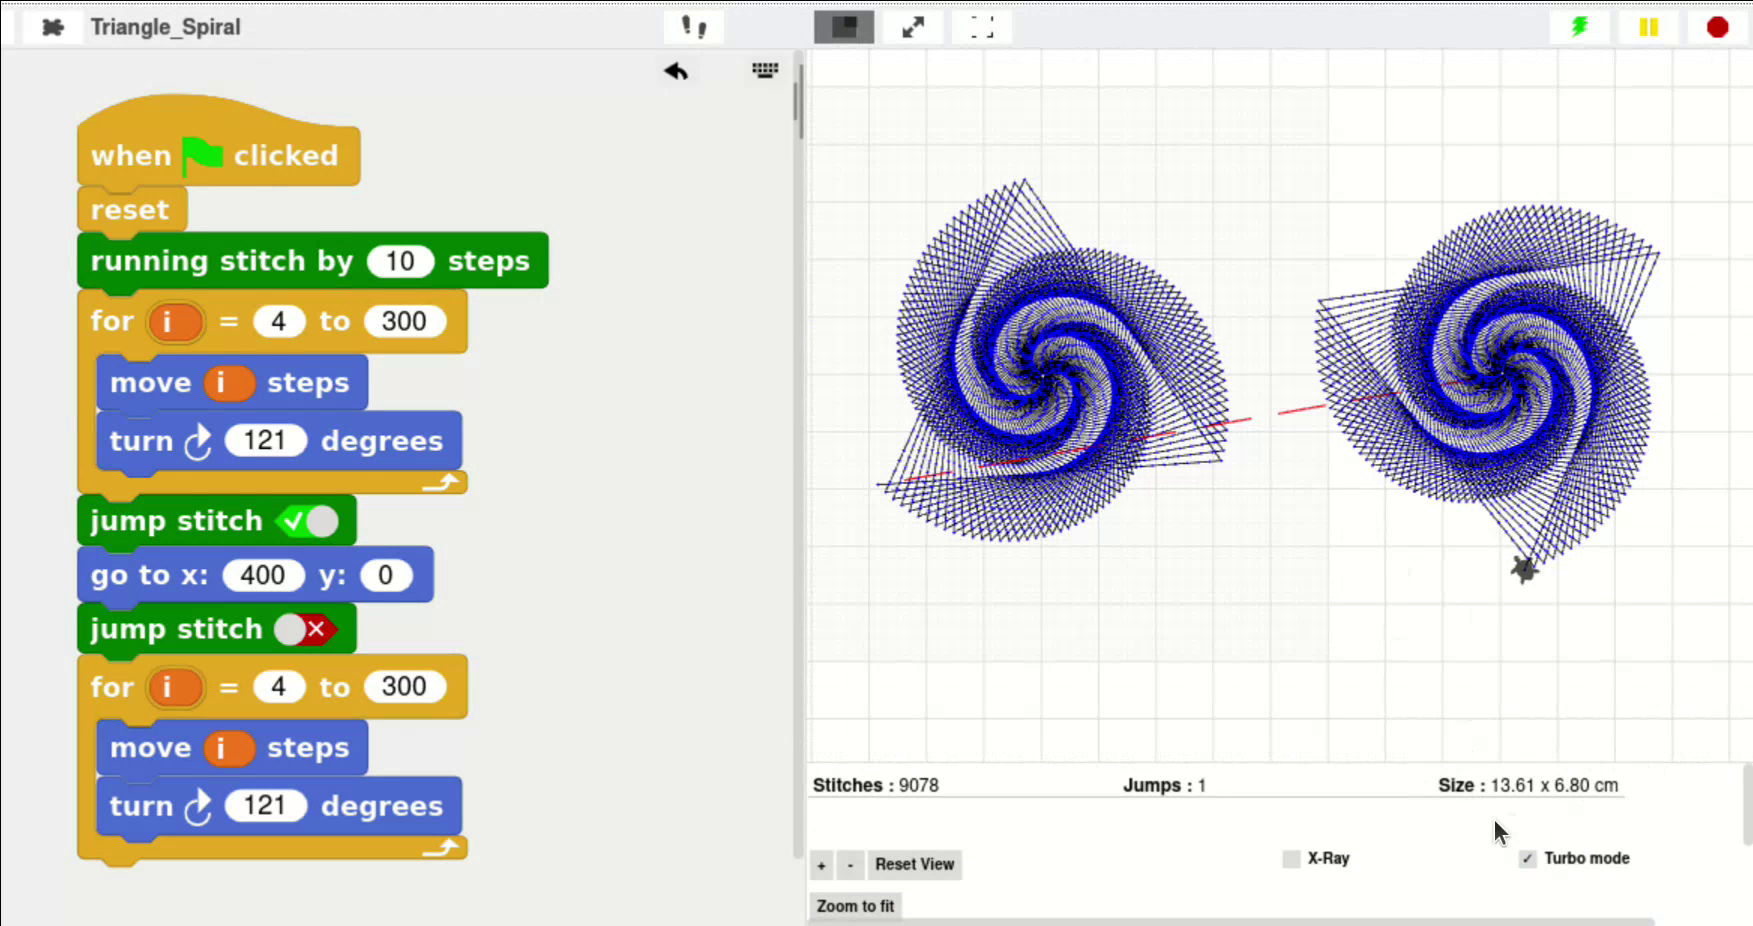 Triangle_Spiral
when clicked
reset
running stitch by 10 steps
for i = 4 to 300
move i steps
turn 121 degrees
jump stitch
go to x: 400 y: 0
jump stitch
for i = 4 to 300
move i steps
turn 121 degrees
Stitches : 9078 Jumps : 1 Size : 13.61 x 6.80 cm
+ - Reset View X-Ray Turbo mode
Zoom to fit